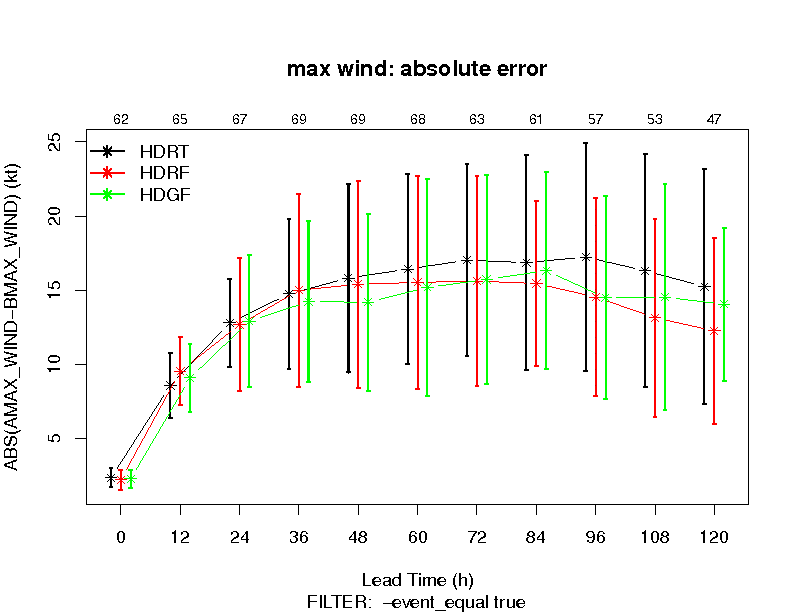 max wind: absolute error
62 65 67 69 69 68 63 61 57 53 47
ABS(AMAX_WIND−BMAX_WIND) (kt)
25
20
15
10
5
HDRT
HDRF
HDGF
0 12 24 36 48 60 72 84 96 108 120
Lead Time (h)
FILTER: −event_equal true